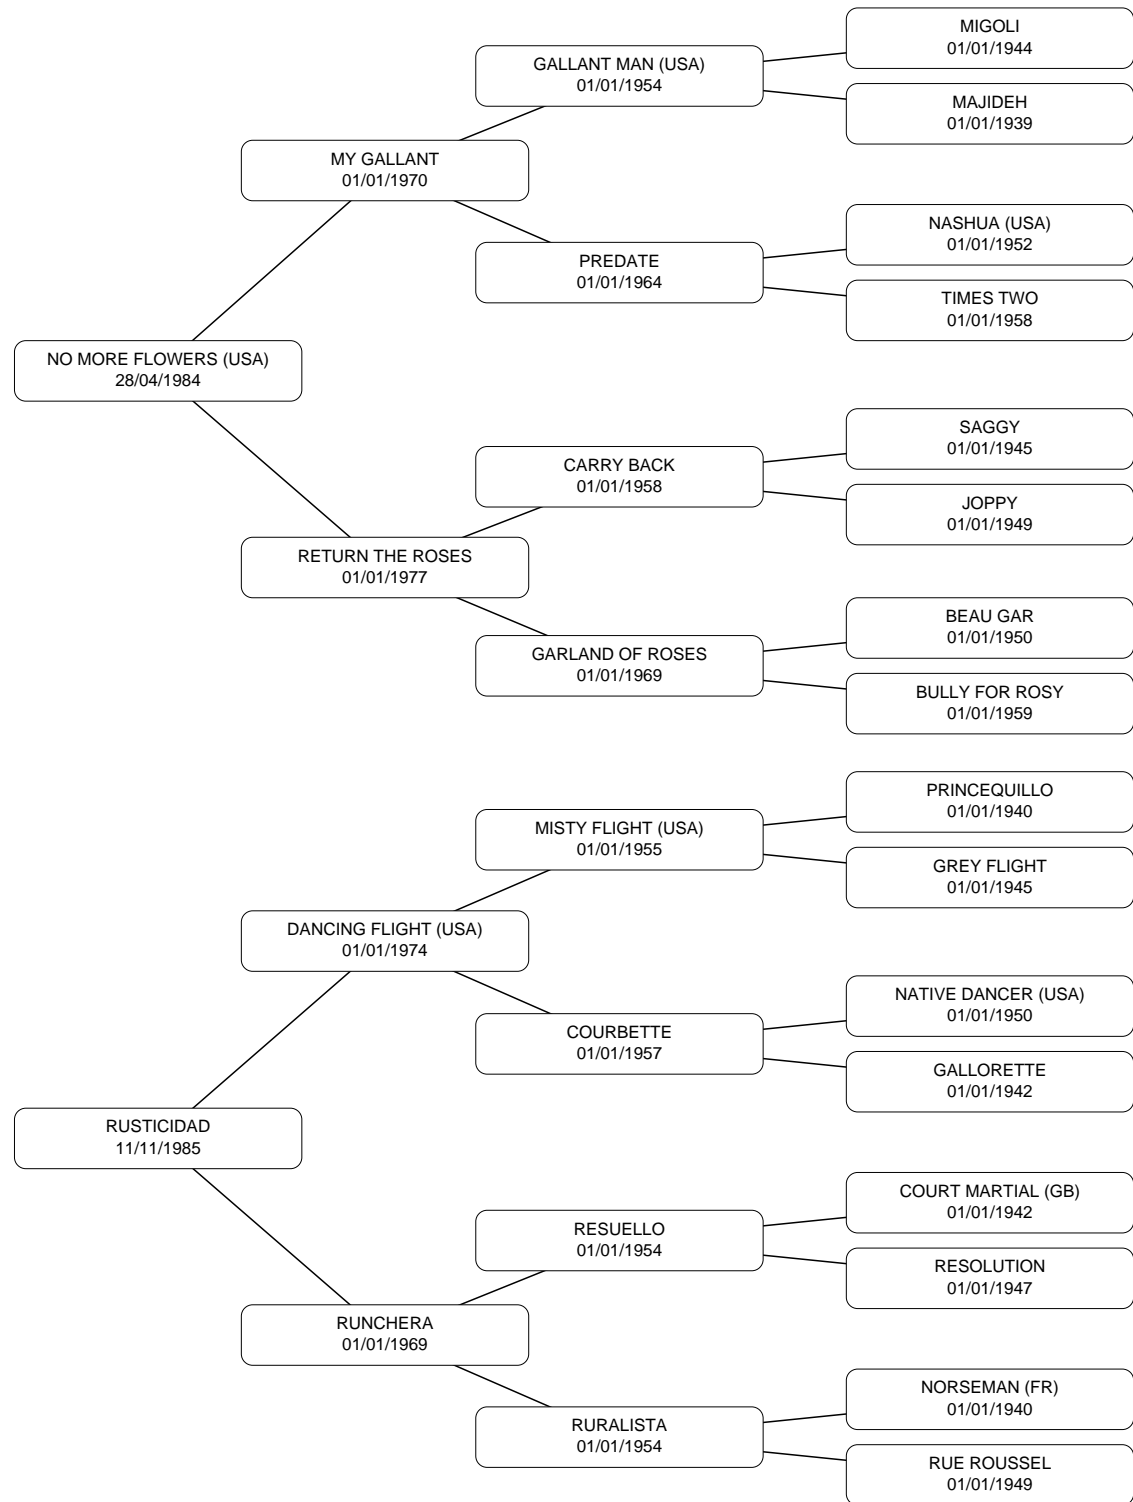 MIGOLI
01/01/1944
GALLANT MAN (USA)
01/01/1954
MAJIDEH
01/01/1939
MY GALLANT
01/01/1970
NASHUA (USA)
01/01/1952
PREDATE
01/01/1964
TIMES TWO
01/01/1958
NO MORE FLOWERS (USA)
28/04/1984
SAGGY
01/01/1945
CARRY BACK
01/01/1958
JOPPY
01/01/1949
RETURN THE ROSES
01/01/1977
BEAU GAR
01/01/1950
GARLAND OF ROSES
01/01/1969
BULLY FOR ROSY
01/01/1959
PRINCEQUILLO
01/01/1940
MISTY FLIGHT (USA)
01/01/1955
GREY FLIGHT
01/01/1945
DANCING FLIGHT (USA)
01/01/1974
NATIVE DANCER (USA)
01/01/1950
COURBETTE
01/01/1957
GALLORETTE
01/01/1942
RUSTICIDAD
11/11/1985
COURT MARTIAL (GB)
01/01/1942
RESUELLO
01/01/1954
RESOLUTION
01/01/1947
RUNCHERA
01/01/1969
NORSEMAN (FR)
01/01/1940
RURALISTA
01/01/1954
RUE ROUSSEL
01/01/1949